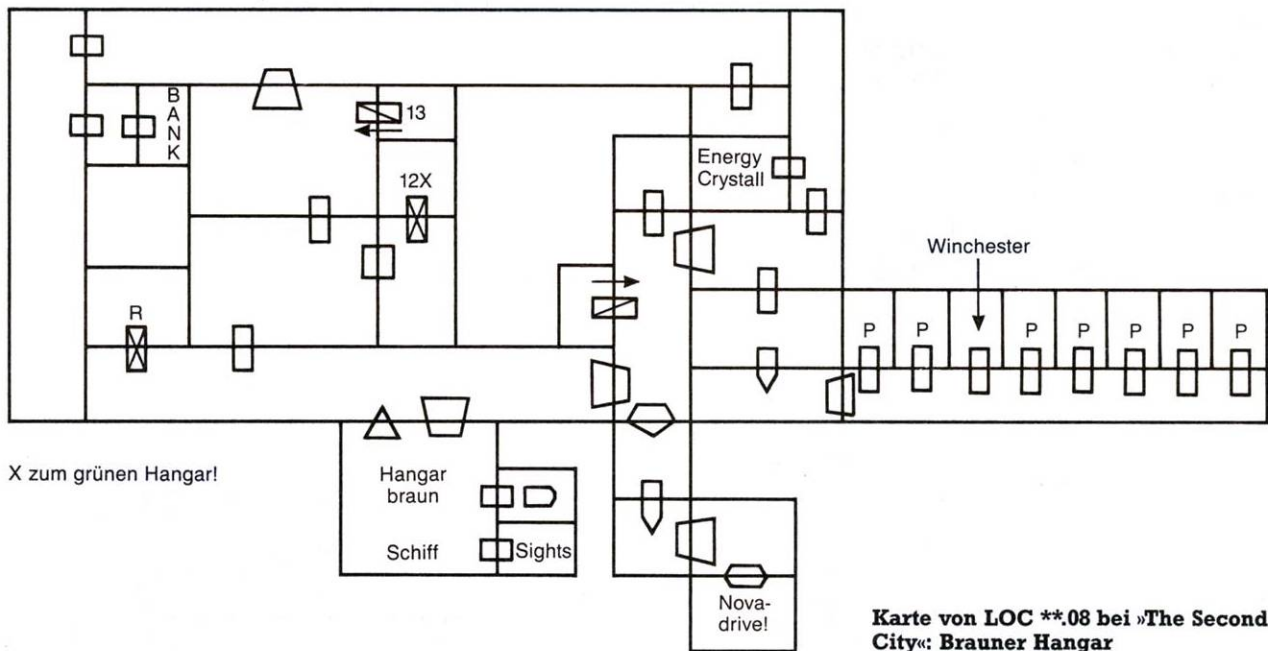 B
A
N
K
13
12X
R
Energy
Crystall
Winchester
P
P
P
P
P
P
P
X zum grünen Hangar!
Hangar
braun
Schiff
Sights
Nova-
drive!
Karte von LOC **.08 bei »The Second
City«: Brauner Hangar